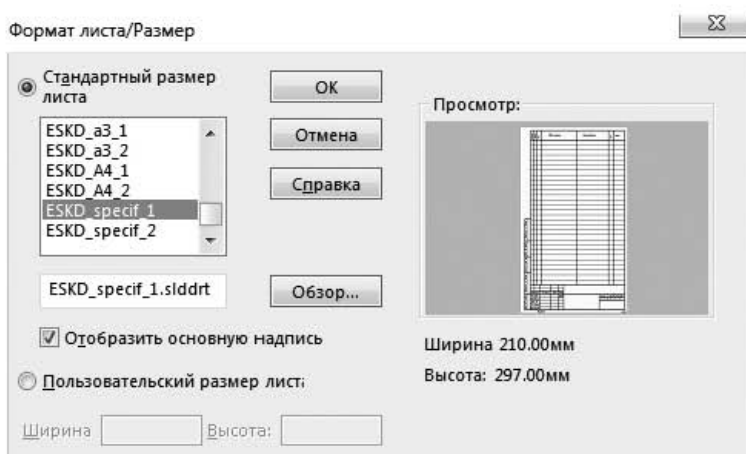 Формат листа/Размер
Стандартный размер
листа
ESKD_a3_1
ESKD_a3_2
ESKD_A4_1
ESKD_A4_2
ESKD_specif_1
ESKD_specif_2
ESKD_specif_1.slddrt
Отобразить основную надпись
Пользовательский размер лист
Ширина
Высота:
OK
Отмена
Справка
Обзор...
Просмотр:
Ширина 210.00мм
Высота: 297.00мм